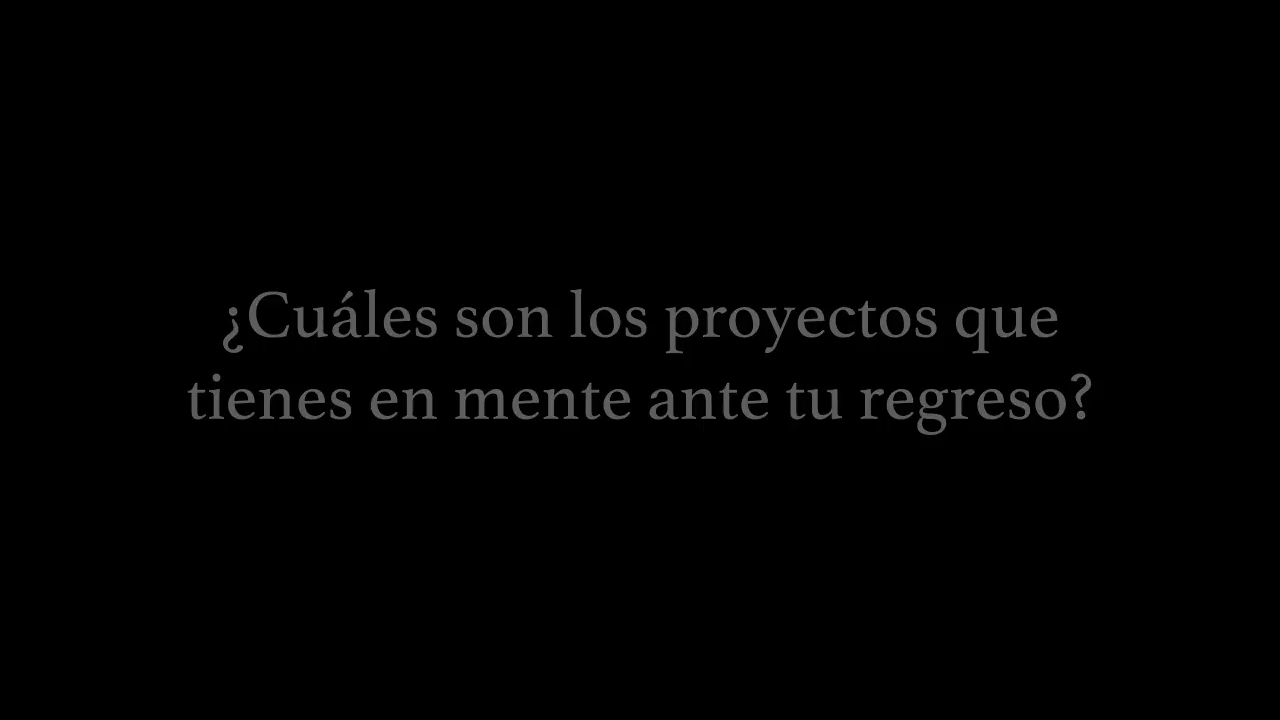 ¿Cuáles son los proyectos que
tienes en mente ante tu regreso?